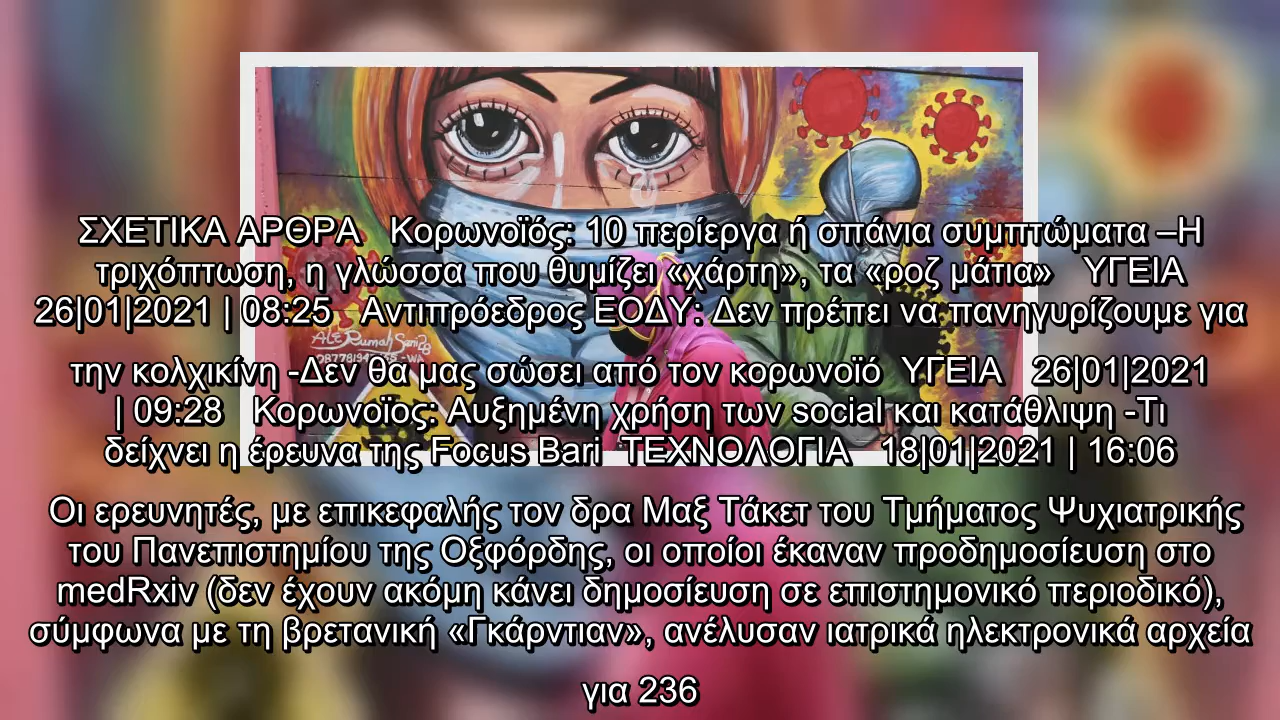 ΣΧΕΤΙΚΑ ΑΡΘΡΑ Κορωνοϊός: 10 περίεργα ή σπάνια συμπτώματα –Η
τριχόπτωση, η γλώσσα που θυμίζει «χάρτη», τα «ροζ μάτια» ΥΓΕΙΑ
26|01|2021 | 08:25 Αντιπρόεδρος ΕΟΔΥ: Δεν πρέπει να πανηγυρίζουμε για
την κολχικίνη -Δεν θα μας σώσει από τον κορωνοϊό ΥΓΕΙΑ 26|01|2021
| 09:28 Κορωνοϊος: Αυξημένη χρήση των social και κατάθλιψη -Τι
δείχνει η έρευνα της Focus Bari ΤΕΧΝΟΛΟΓΙΑ 18|01|2021 | 16:06
Οι ερευνητές, με επικεφαλής τον δρα Μαξ Τάκετ του Τμήματος Ψυχιατρικής
του Πανεπιστημίου της Οξφόρδης, οι οποίοι έκαναν προδημοσίευση στο
medRxiv (δεν έχουν ακόμη κάνει δημοσίευση σε επιστημονικό περιοδικό),
σύμφωνα με τη βρετανική «Γκάρντιαν», ανέλυσαν ιατρικά ηλεκτρονικά αρχεία
για 236